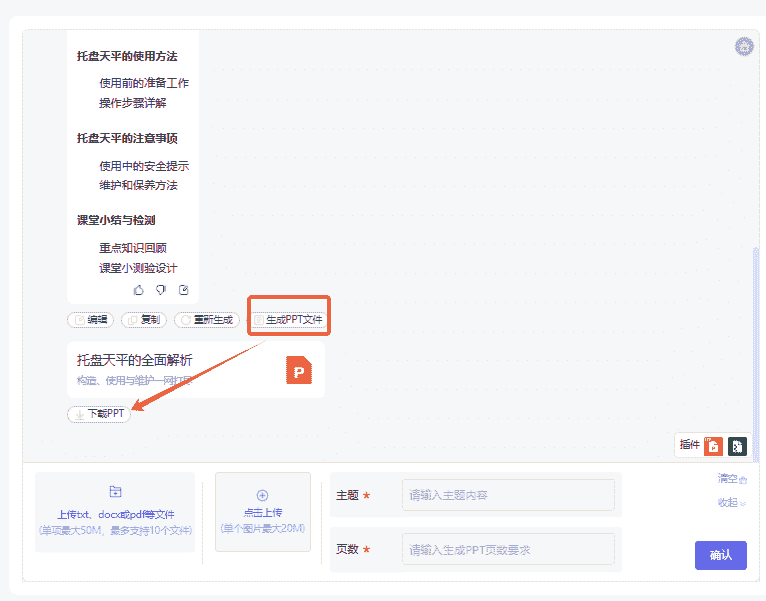 托盘天平的使用方法
使用前的准备工作
操作步骤详解
托盘天平的注意事项
使用中的安全提示
维护和保养方法
课堂小结与检测
重点知识回顾
课堂小测验设计
编辑 复制 重新生成 生成PPT文件
托盘天平的全面解析
构造、使用与维护一网打尽
P
下载PPT
插件
清空
上传txt、docx或pdf等文件
(单项最大50M，最多支持10个文件)
点击上传
(单个图片最大20M)
主题 * 请输入主题内容
收起
页数 * 请输入生成PPT页数要求
确认